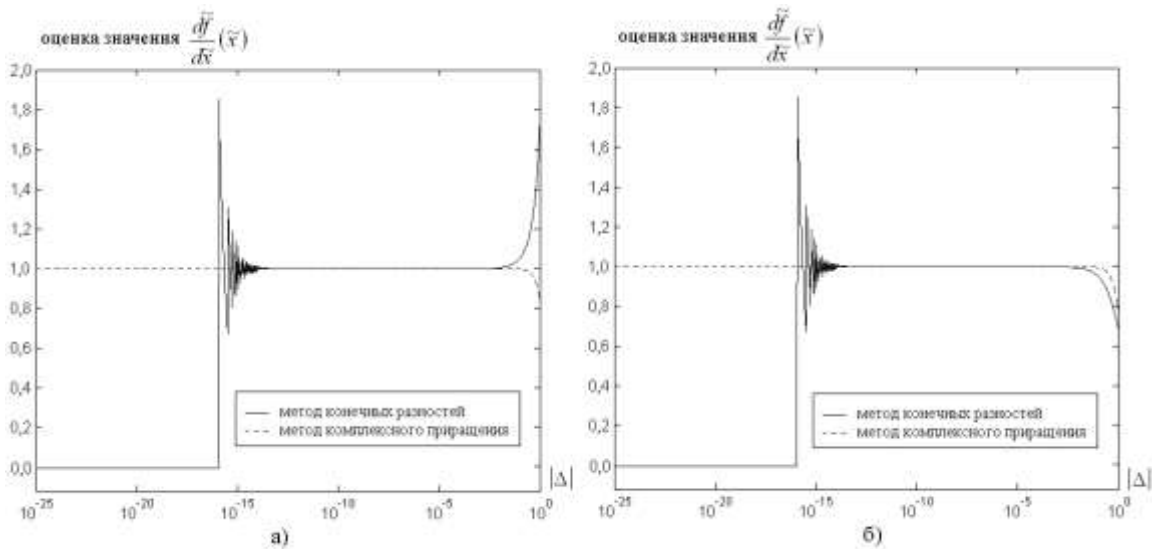 оценка значения df̃/dx̃ (x̃)
2,0
1,8
1,6
1,4
1,2
1,0
0,8
0,6
0,4
0,2
0,0
метод конечных разностей
метод комплексного приращения
|Δ|
10⁻²⁵ 10⁻²⁰ 10⁻¹⁵ 10⁻¹⁰ 10⁻⁵ 10⁰
а)
оценка значения df̃/dx̃ (x̃)
2,0
1,8
1,6
1,4
1,2
1,0
0,8
0,6
0,4
0,2
0,0
метод конечных разностей
метод комплексного приращения
|Δ|
10⁻²⁵ 10⁻²⁰ 10⁻¹⁵ 10⁻¹⁰ 10⁻⁵ 10⁰
б)